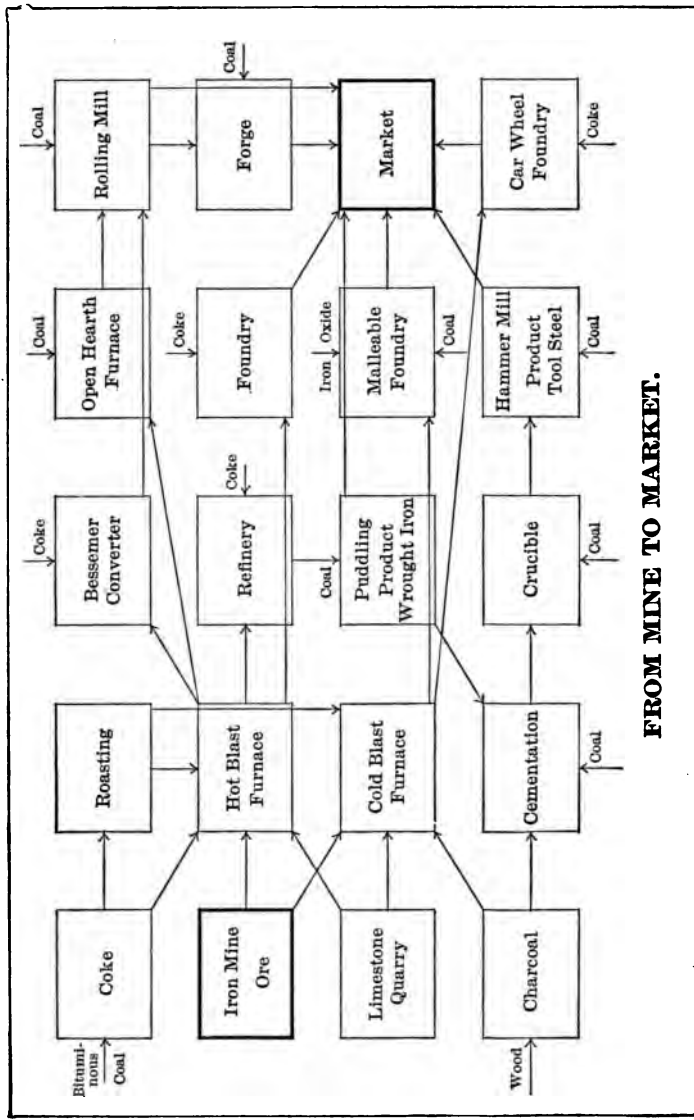 Coke
Coal
Coal
Bitumi-
nous
Coal
Coke
Roasting
Bessemer
Converter
Open Hearth
Furnace
Rolling Mill
Coke
Coal
Iron Mine
Ore
Hot Blast
Furnace
Refinery
Coke
Foundry
Forge
Coal
Iron Oxide
Limestone
Quarry
Cold Blast
Furnace
Puddling
Product
Wrought Iron
Malleable
Foundry
Market
Coal
Wood
Charcoal
Cementation
Crucible
Hammer Mill
Product
Tool Steel
Car Wheel
Foundry
Coal
Coal
Coal
Coke
FROM MINE TO MARKET.